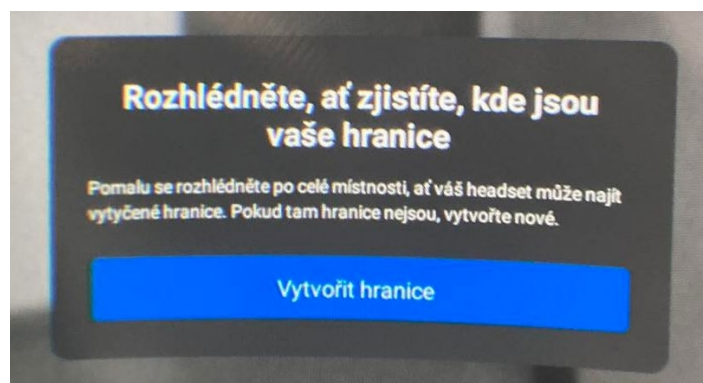 Rozhlédněte, ať zjistíte, kde jsou
vaše hranice
Pomalu se rozhlédněte po celé místnosti, ať váš headset může najít
vytyčené hranice. Pokud tam hranice nejsou, vytvořte nové.
Vytvořit hranice